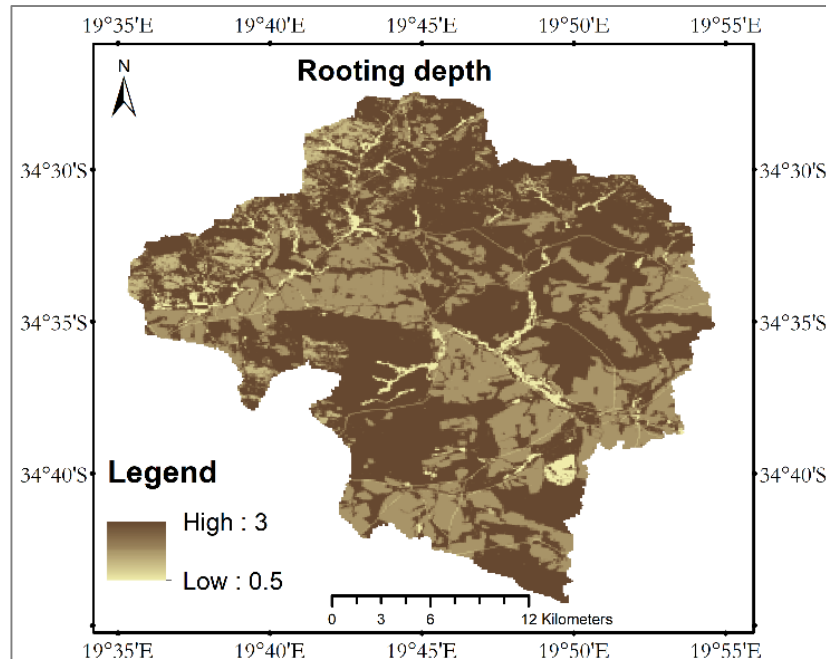 19°35'E 19°40'E 19°45'E 19°50'E 19°55'E
N
Rooting depth
34°30'S 34°30'S
34°35'S 34°35'S
34°40'S 34°40'S
Legend
High : 3
Low : 0.5
0 3 6 12 Kilometers
19°35'E 19°40'E 19°45'E 19°50'E 19°55'E